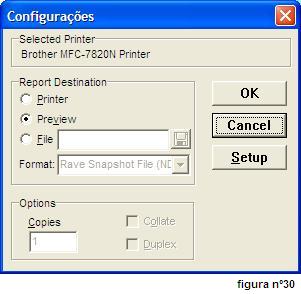 Configurações
Selected Printer
Brother MFC-7820N Printer
Report Destination
Printer
Preview
File
Format: Rave Snapshot File (ND
OK
Cancel
Setup
Options
Copies
1
Collate
Duplex
figura nº30